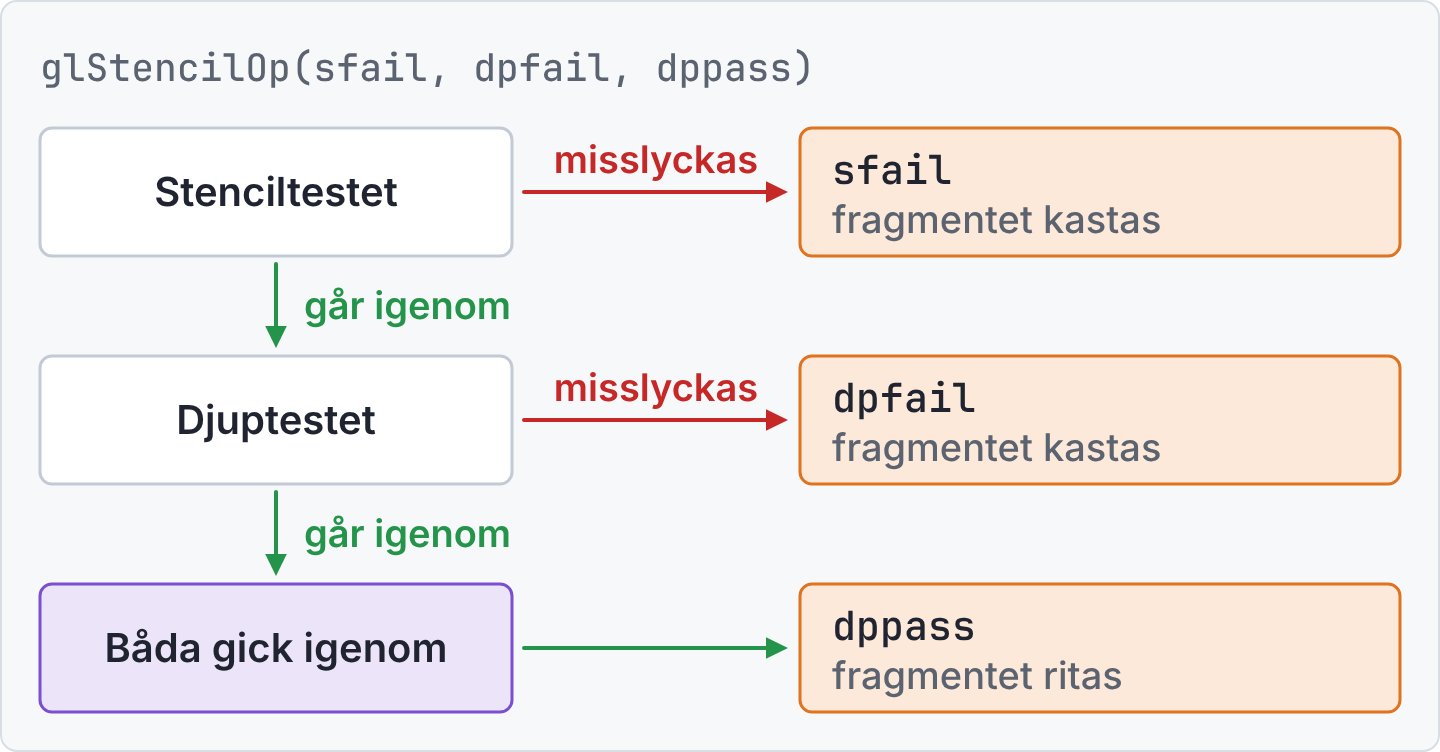 glStencilOp(sfail, dpfail, dppass)
Stenciltestet
misslyckas
sfail
fragmentet kastas
går igenom
Djuptestet
misslyckas
dpfail
fragmentet kastas
går igenom
Båda gick igenom
dppass
fragmentet ritas